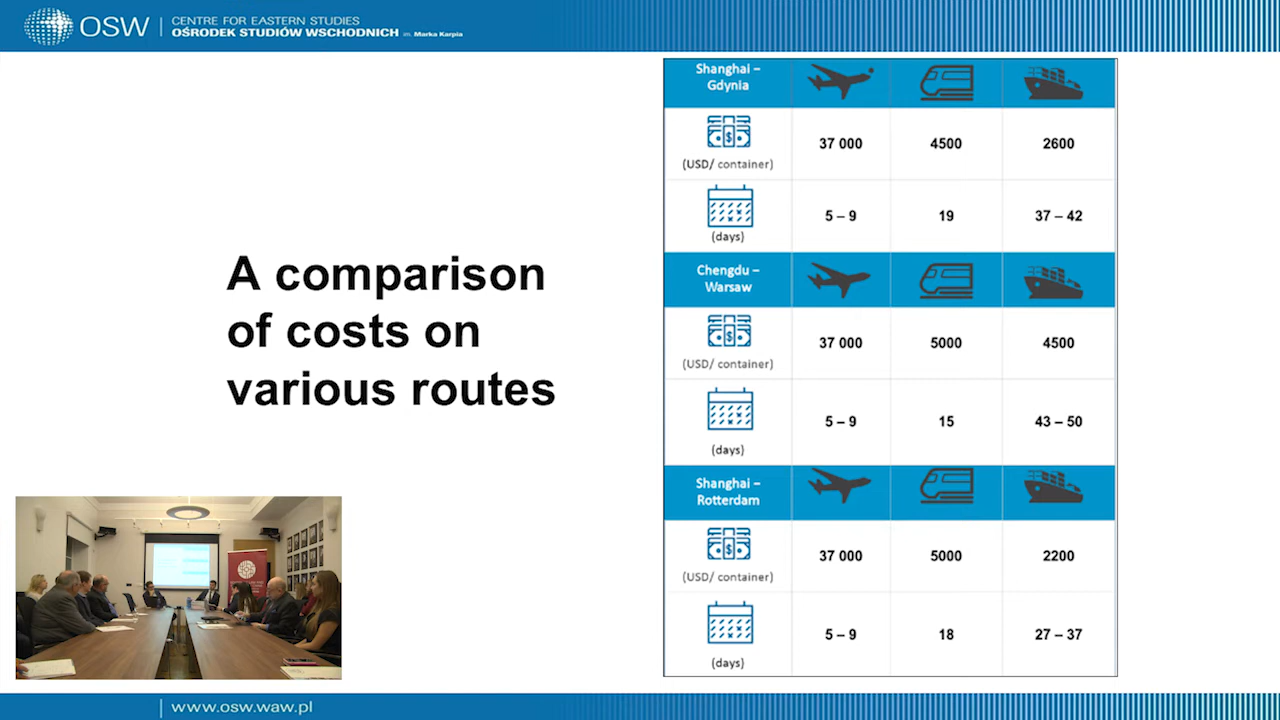 OSW
CENTRE FOR EASTERN STUDIES
OŚRODEK STUDIÓW WSCHODNICH im. Marka Karpia
A comparison
of costs on
various routes
Shanghai –
Gdynia
(USD/ container) 37 000 4500 2600
(days) 5 – 9 19 37 – 42
Chengdu –
Warsaw
(USD/ container) 37 000 5000 4500
(days) 5 – 9 15 43 – 50
Shanghai –
Rotterdam
(USD/ container) 37 000 5000 2200
(days) 5 – 9 18 27 – 37
www.osw.waw.pl